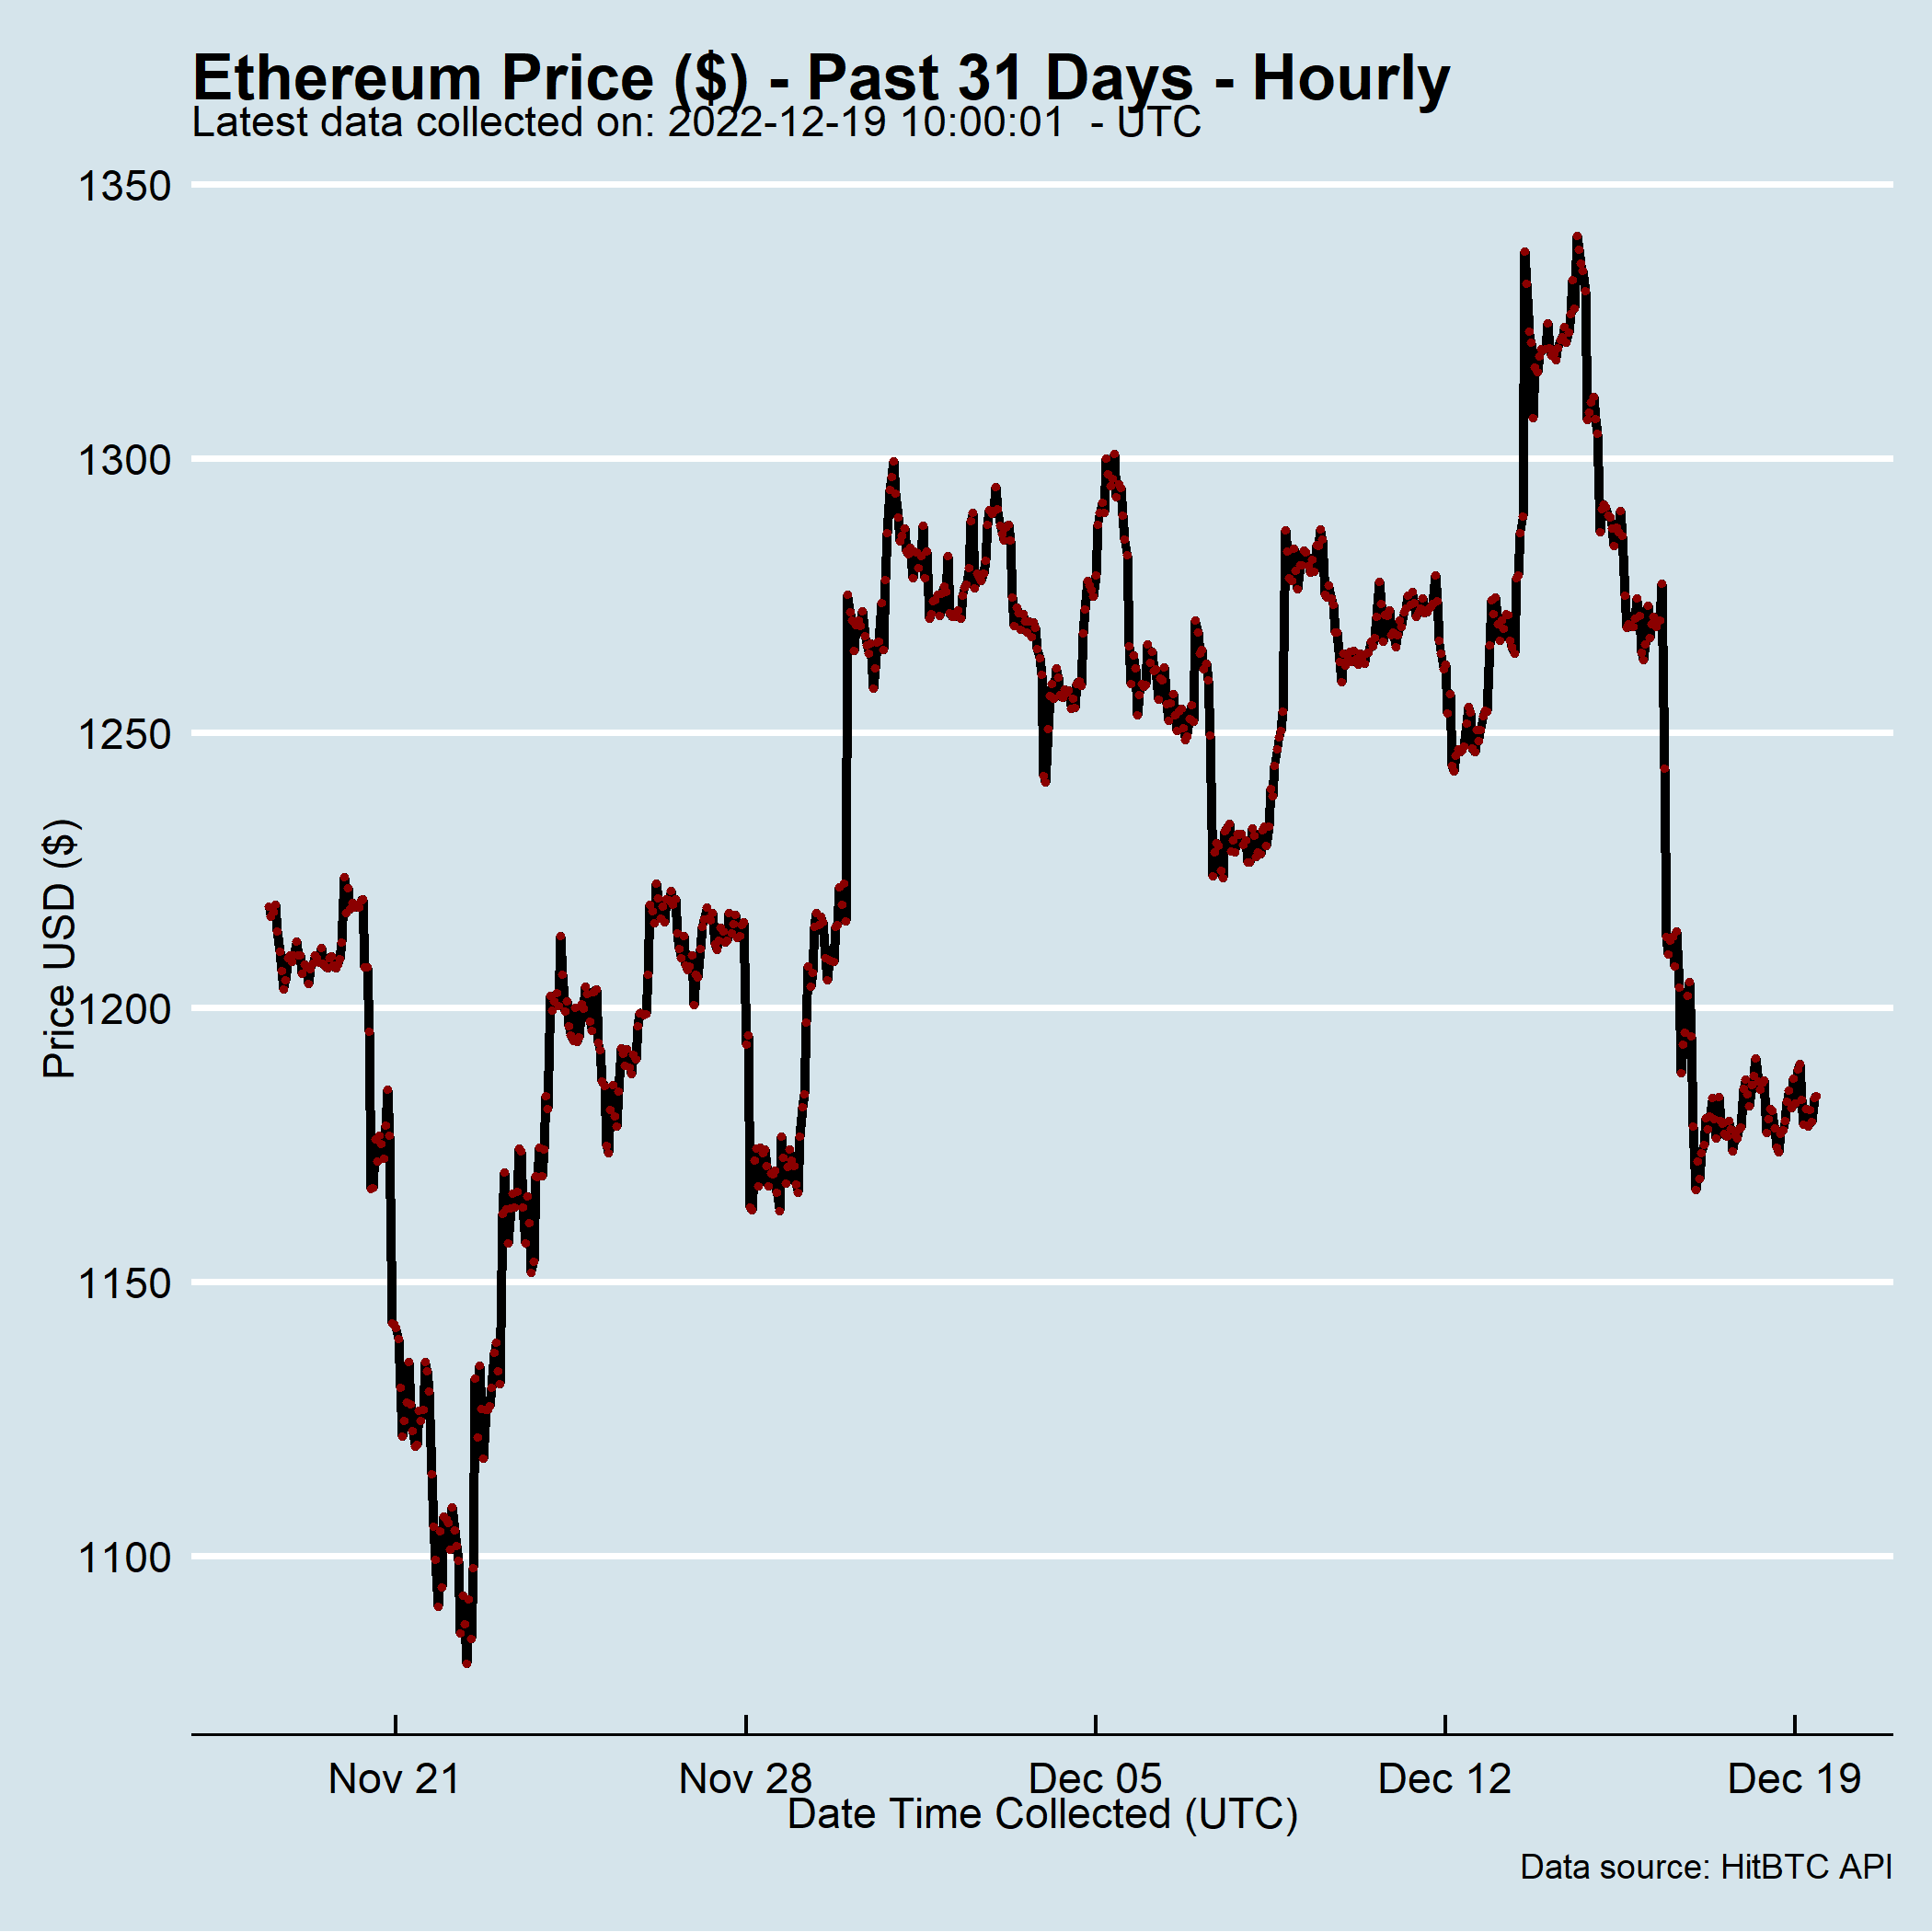 Ethereum Price ($) - Past 31 Days - Hourly
Latest data collected on: 2022-12-19 10:00:01  - UTC
1350
1300
1250
1200
1150
1100
Price USD ($)
Nov 21
Nov 28
Dec 05
Dec 12
Dec 19
Date Time Collected (UTC)
Data source: HitBTC API